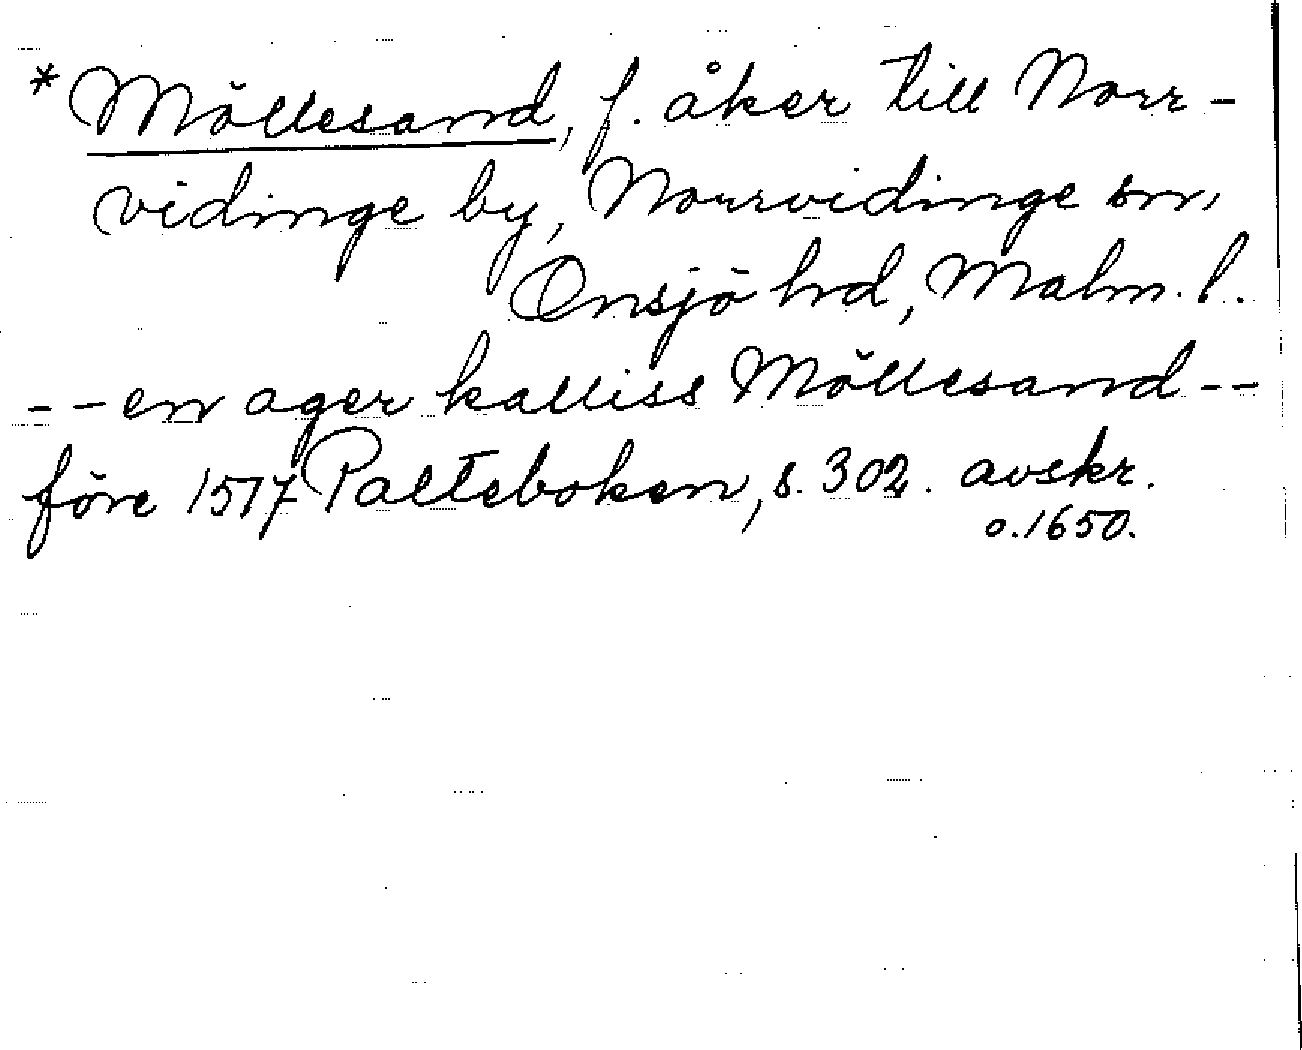 *Möllesand, f. åker till Norr-
vidinge by, Norrvidinge sn,
Onsjö hd, Malm. l.
-- en ager kalliss Möllesand --
före 1517 Palteboken, s. 302. avskr.
o. 1650.